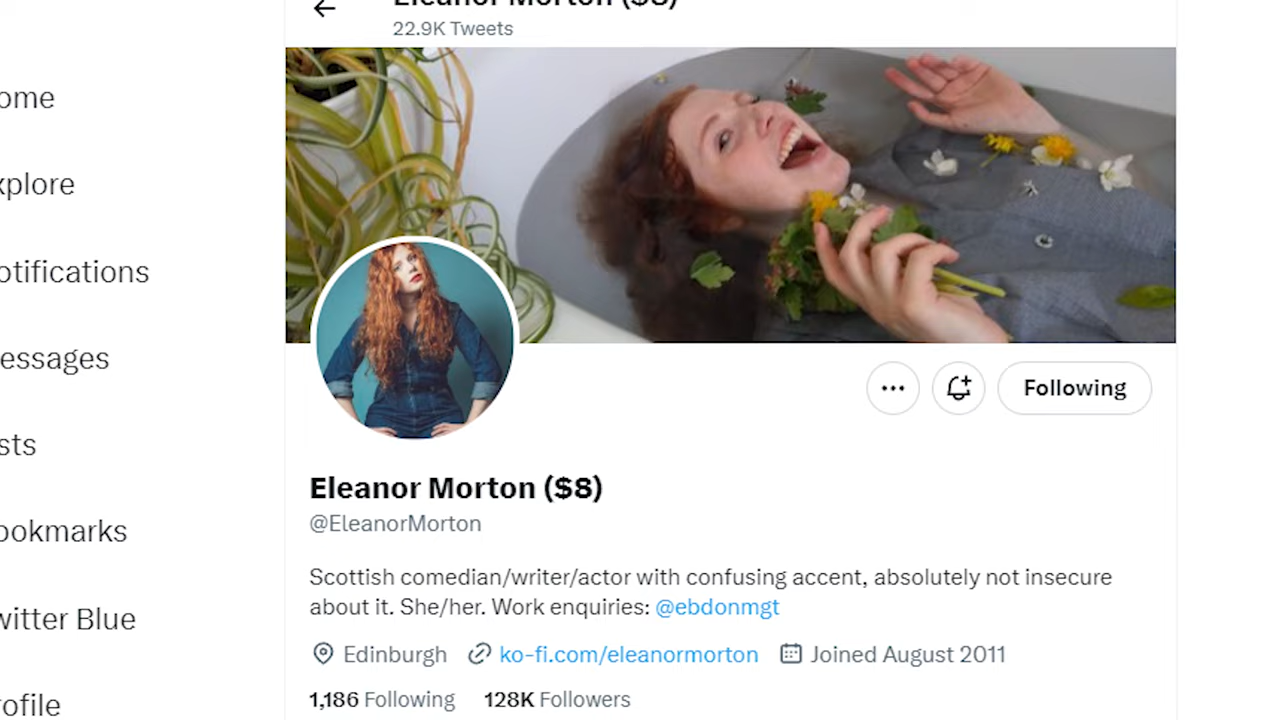 Eleanor Morton ($8)
22.9K Tweets
ome
xplore
otifications
essages
sts
ookmarks
witter Blue
rofile
Following
Eleanor Morton ($8)
@EleanorMorton
Scottish comedian/writer/actor with confusing accent, absolutely not insecure
about it. She/her. Work enquiries: @ebdonmgt
Edinburgh ko-fi.com/eleanormorton Joined August 2011
1,186 Following 128K Followers